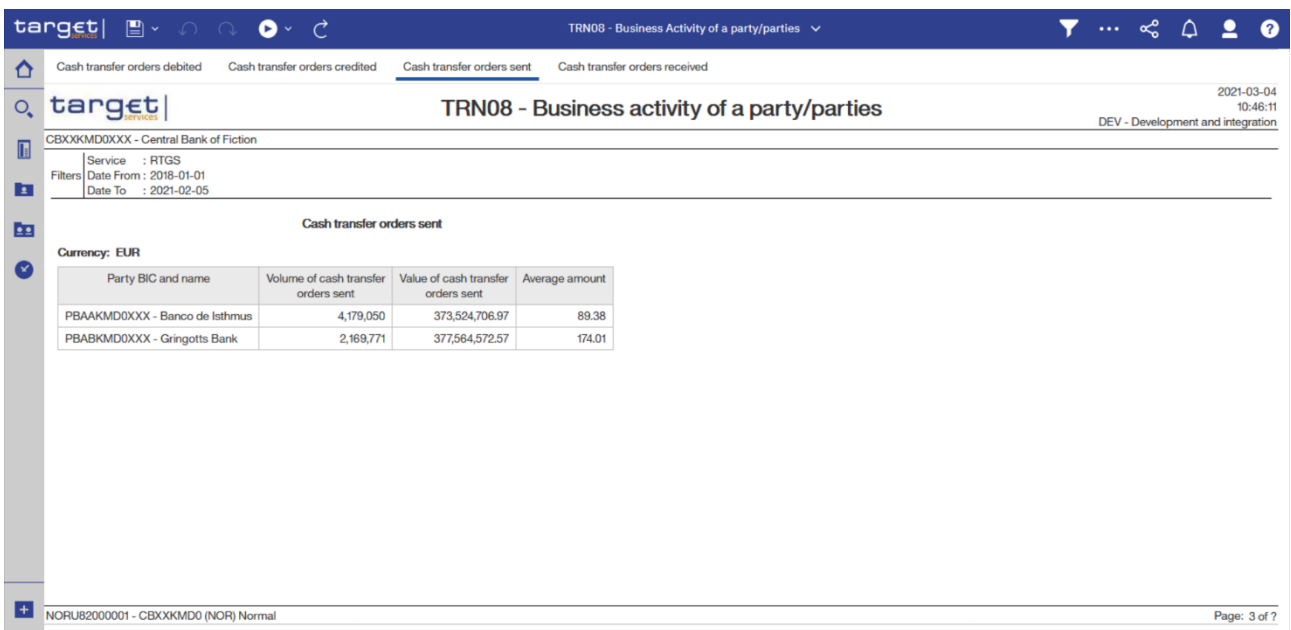 target|
services
TRN08 - Business Activity of a party/parties
Cash transfer orders debited Cash transfer orders credited Cash transfer orders sent Cash transfer orders received
target|
services
TRN08 - Business activity of a party/parties
2021-03-04
10:46:11
DEV - Development and integration
CBXXKMD0XXX - Central Bank of Fiction
Service : RTGS
Filters Date From : 2018-01-01
Date To : 2021-02-05
Cash transfer orders sent
Currency: EUR
Party BIC and name Volume of cash transfer Value of cash transfer Average amount
orders sent orders sent
PBAAKMD0XXX - Banco de Isthmus 4,179,050 373,524,706.97 89.38
PBABKMD0XXX - Gringotts Bank 2,169,771 377,564,572.57 174.01
NORU82000001 - CBXXKMD0 (NOR) Normal Page: 3 of ?